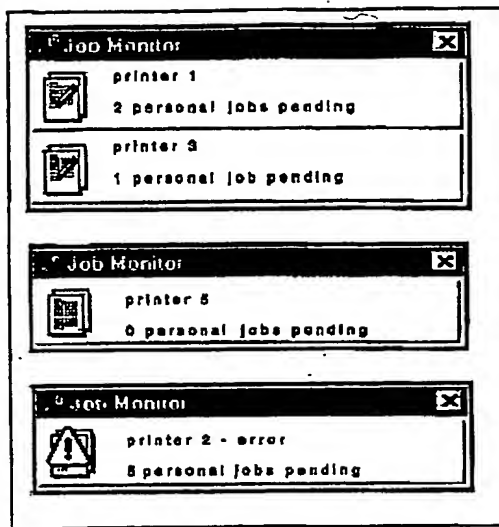 Job Monitor
printer 1
2 personal jobs pending
printer 3
1 personal job pending
Job Monitor
printer 5
0 personal jobs pending
Job Monitor
printer 2 - error
5 personal jobs pending